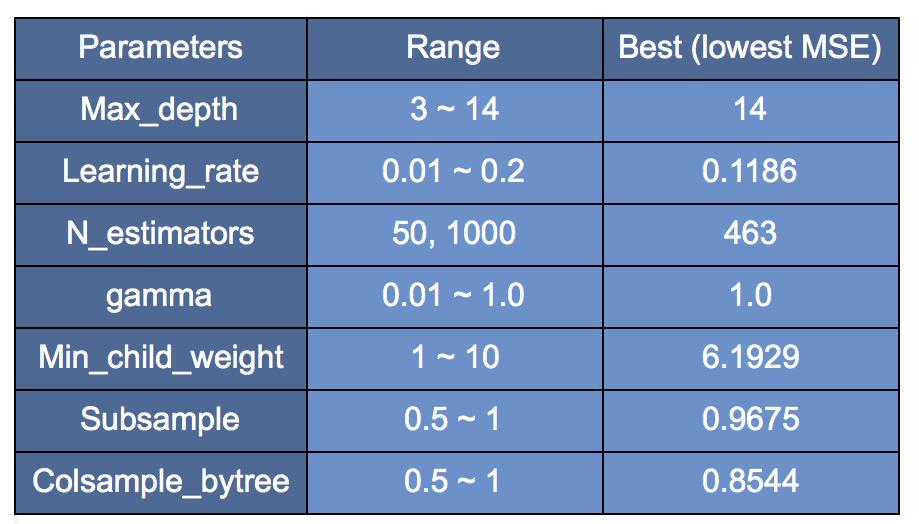 Parameters Range Best (lowest MSE)
Max_depth 3 ~ 14 14
Learning_rate 0.01 ~ 0.2 0.1186
N_estimators 50, 1000 463
gamma 0.01 ~ 1.0 1.0
Min_child_weight 1 ~ 10 6.1929
Subsample 0.5 ~ 1 0.9675
Colsample_bytree 0.5 ~ 1 0.8544